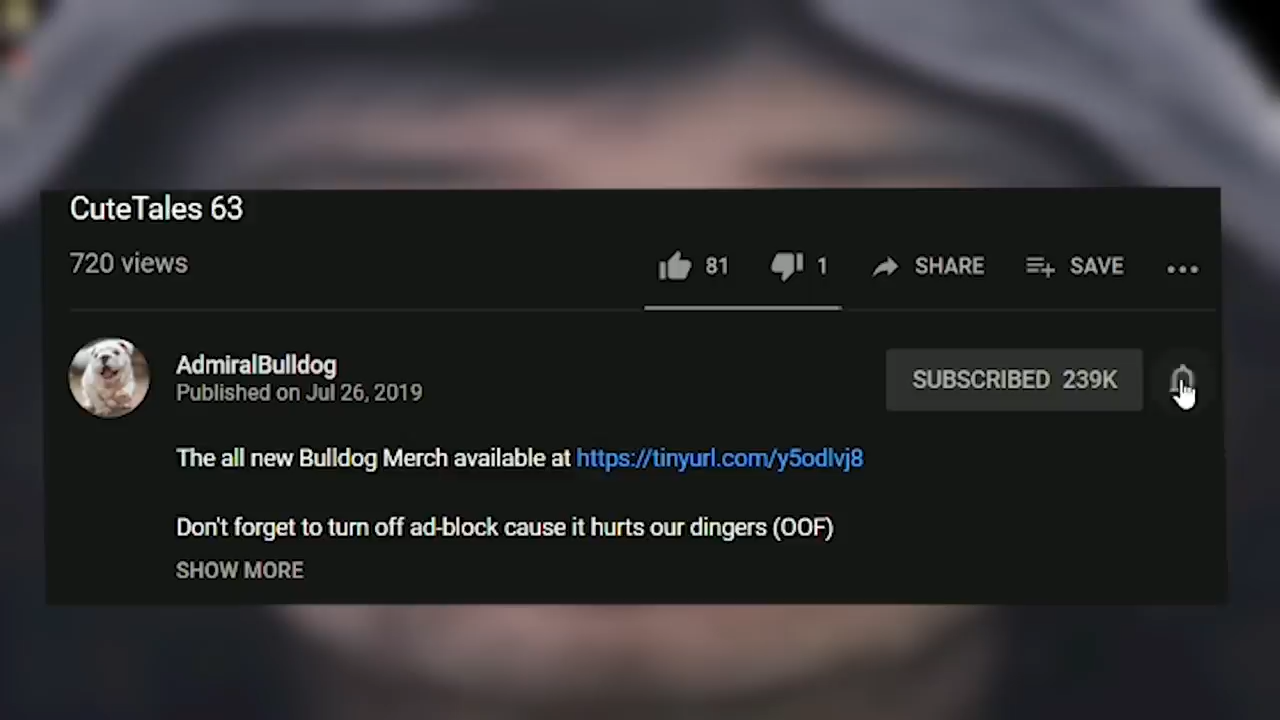 CuteTales 63
720 views
81 1 SHARE SAVE
AdmiralBulldog
Published on Jul 26, 2019
SUBSCRIBED 239K
The all new Bulldog Merch available at https://tinyurl.com/y5odlvj8
Don't forget to turn off ad-block cause it hurts our dingers (OOF)
SHOW MORE